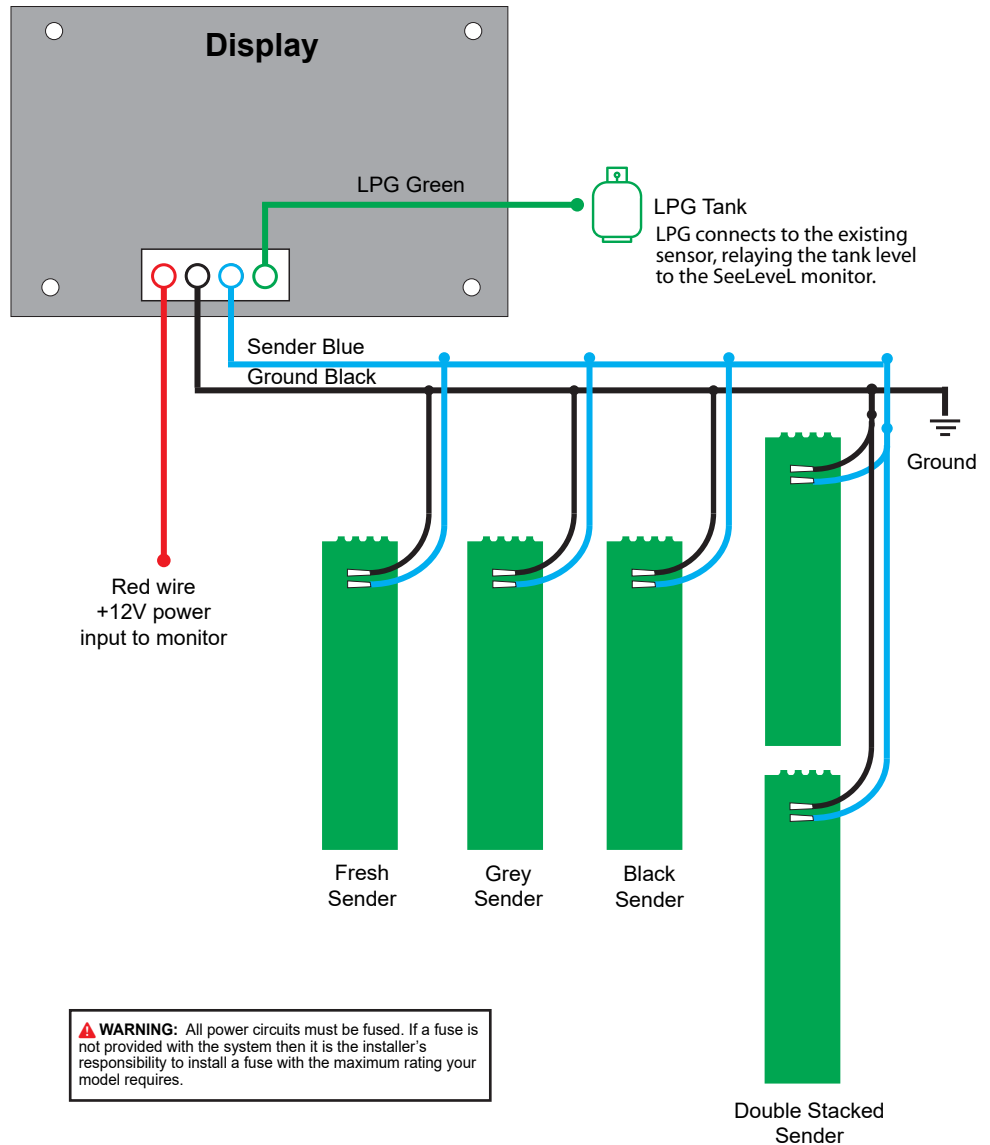 Display
LPG Green
LPG Tank
LPG connects to the existing
sensor, relaying the tank level
to the SeeLeveL monitor.
Sender Blue
Ground Black
Ground
Red wire
+12V power
input to monitor
Fresh
Sender
Grey
Sender
Black
Sender
WARNING: All power circuits must be fused. If a fuse is
not provided with the system then it is the installer's
responsibility to install a fuse with the maximum rating your
model requires.
Double Stacked
Sender